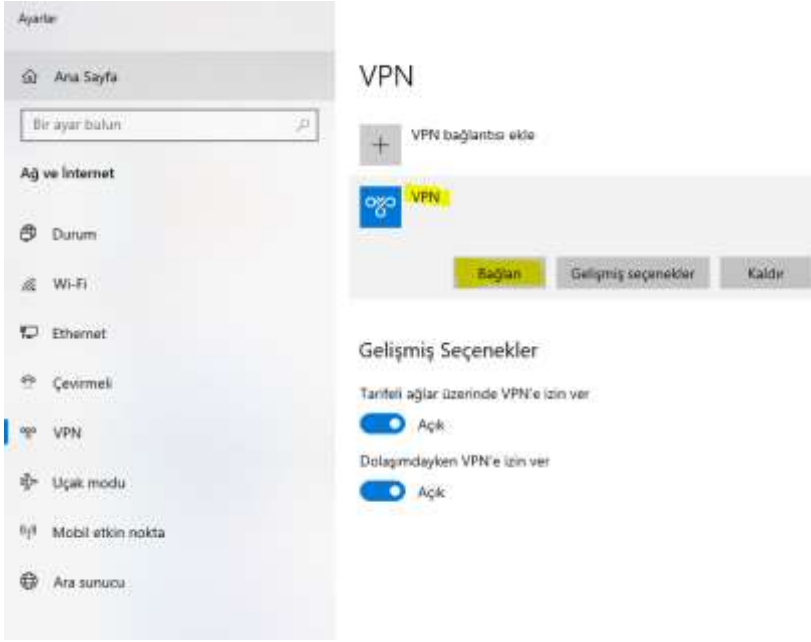 Ayarlar
Ana Sayfa
Bir ayar bulun
Ağ ve İnternet
Durum
Wi-Fi
Ethernet
Çevirmeli
VPN
Uçak modu
Mobil etkin nokta
Ara sunucu
VPN
VPN bağlantısı ekle
VPN
Bağlan Gelişmiş seçenekler Kaldır
Gelişmiş Seçenekler
Tarifeli ağlar üzerinde VPN'e izin ver
Açık
Dolaşımdayken VPN'e izin ver
Açık